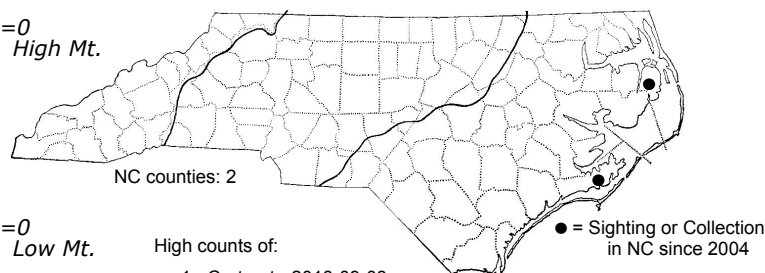 =0
High Mt.
NC counties: 2
=0
Low Mt.
High counts of:
● = Sighting or Collection
in NC since 2004